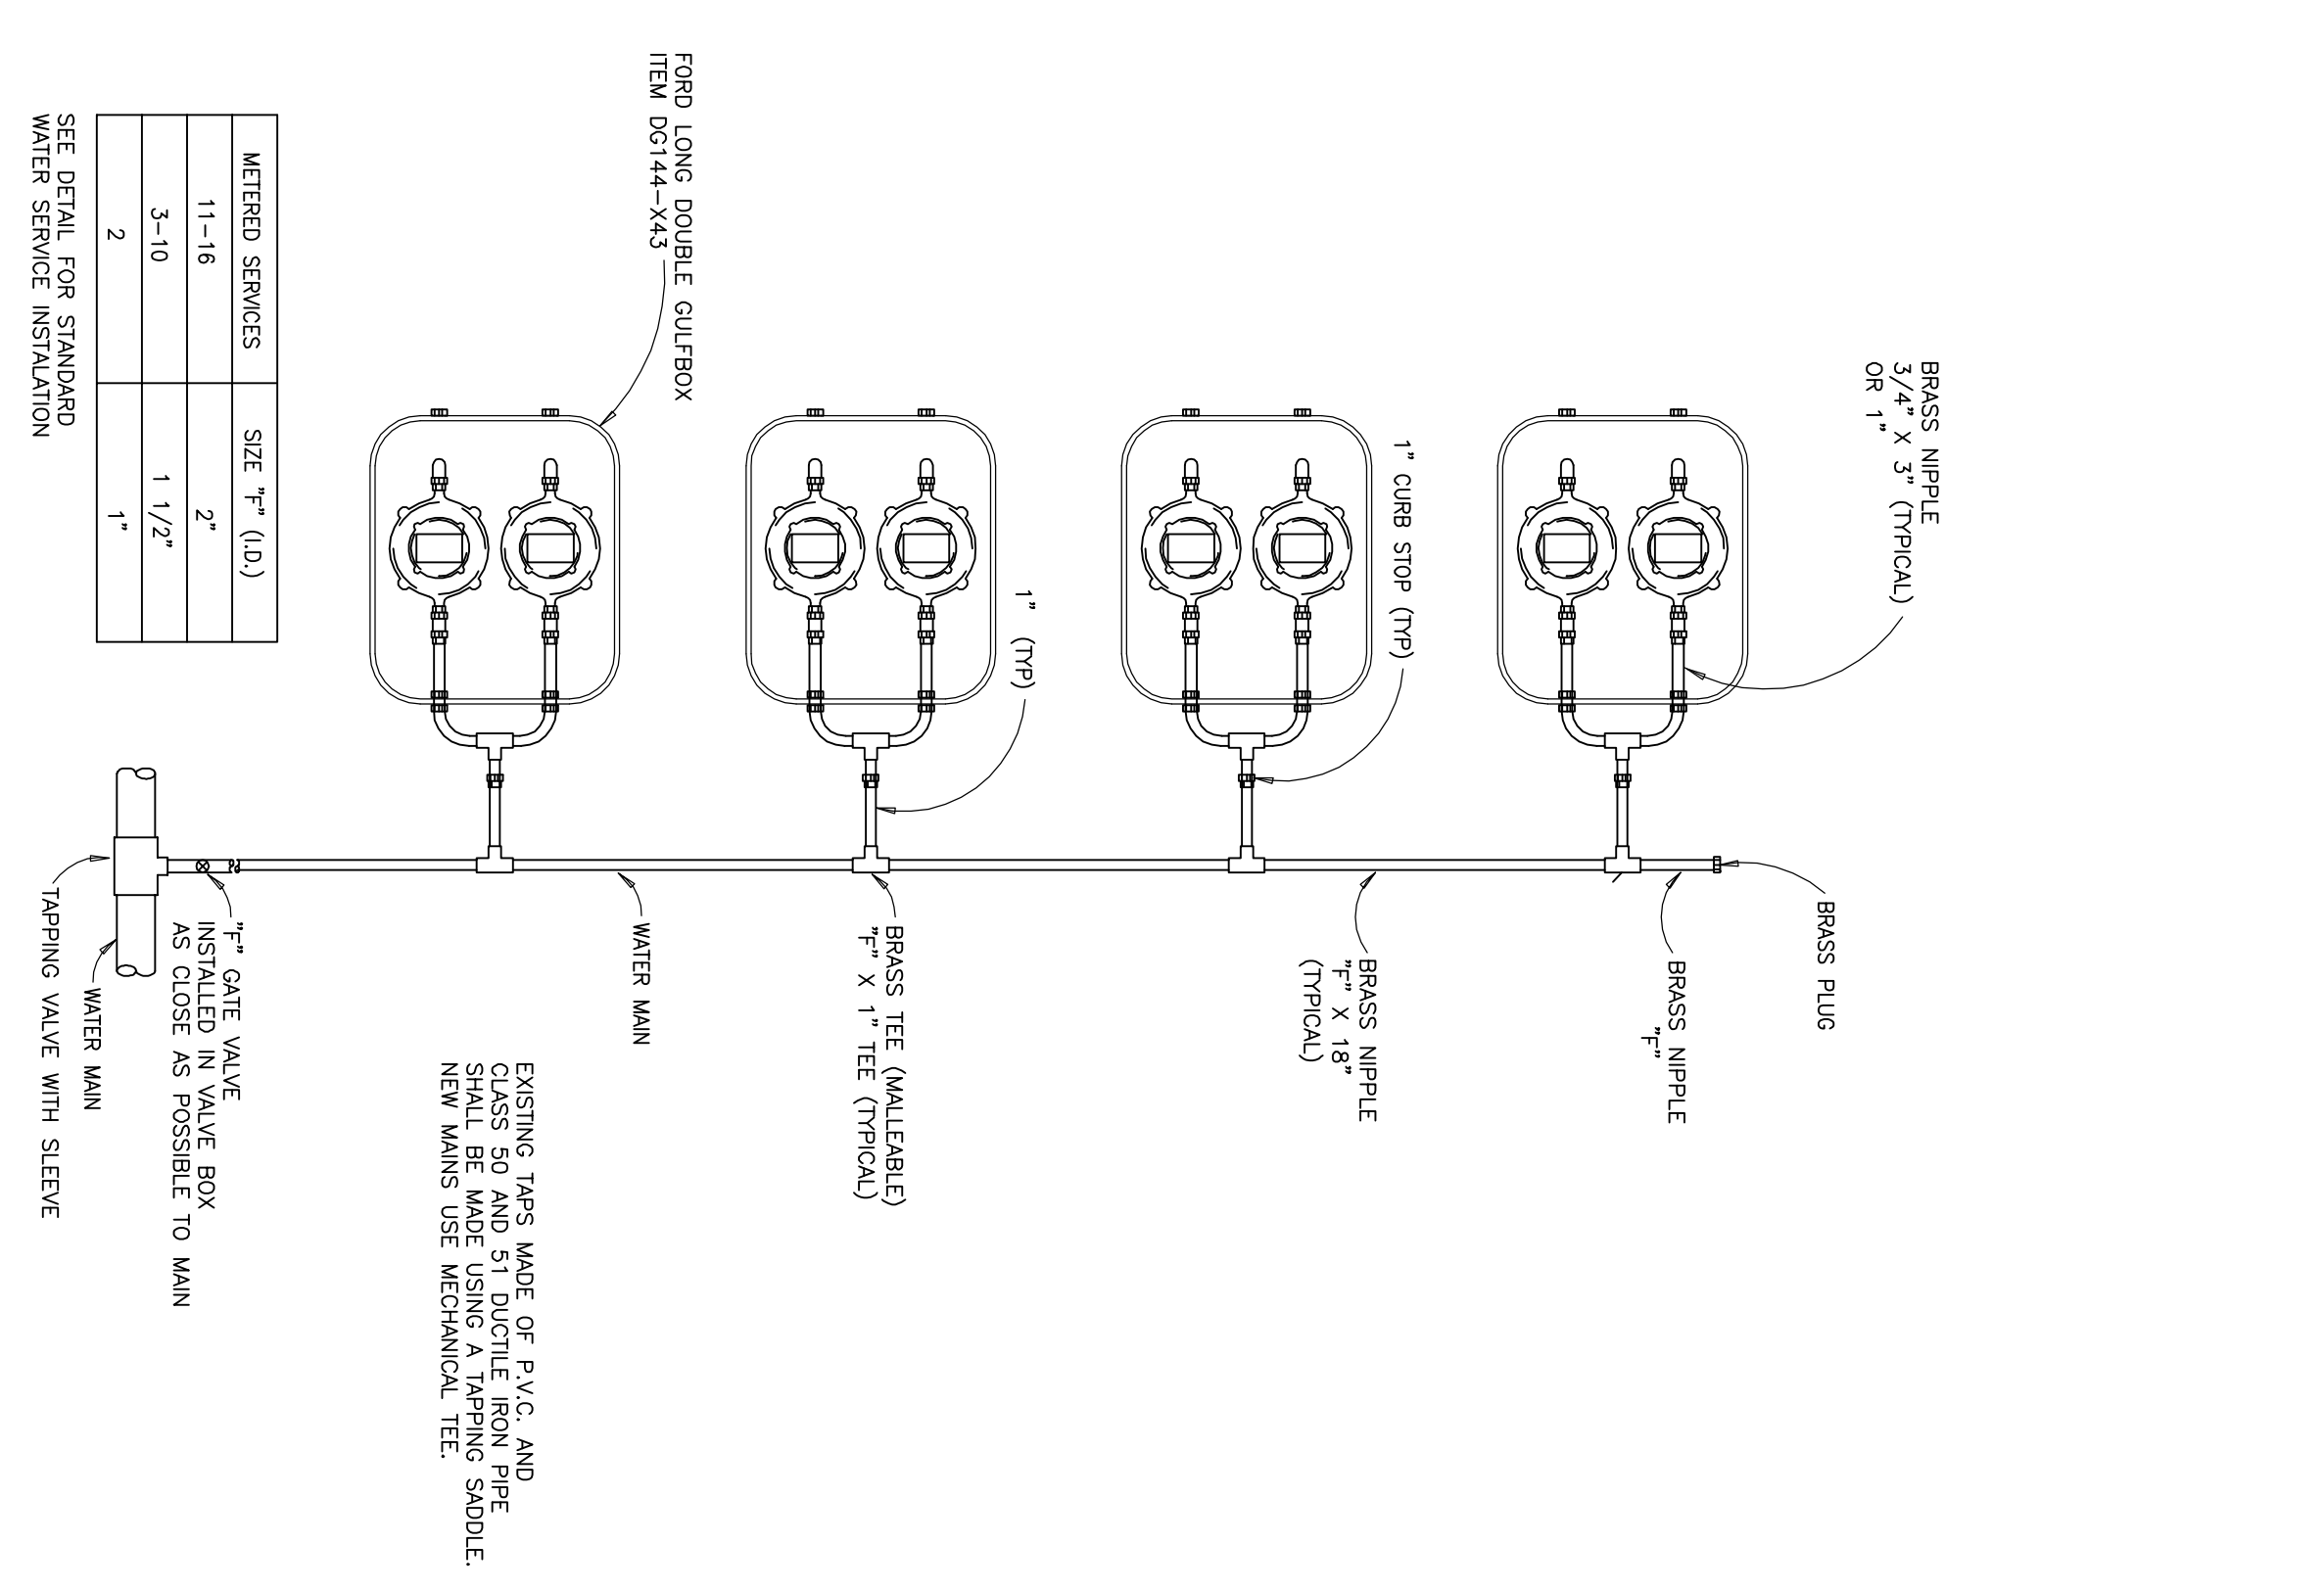 BRASS NIPPLE
3/4" X 3" (TYPICAL)
OR 1"
BRASS PLUG
BRASS NIPPLE
"F"
1" CURB STOP (TYP)
BRASS NIPPLE
"F" X 18"
(TYPICAL)
1" (TYP)
BRASS TEE (MALLEABLE)
"F" X 1" TEE (TYPICAL)
FORD LONG DOUBLE GULFBOX
ITEM DG144-X43
WATER MAIN
EXISTING TAPS MADE OF P.V.C. AND
CLASS 50 AND 51 DUCTILE IRON PIPE
SHALL BE MADE USING A TAPPING SADDLE.
NEW MAINS USE MECHANICAL TEE.
METERED SERVICES SIZE "F" (I.D.)
11-16 2"
3-10 1 1/2"
2 1"
SEE DETAIL FOR STANDARD
WATER SERVICE INSTALATION
"F" GATE VALVE
INSTALLED IN VALVE BOX
AS CLOSE AS POSSIBLE TO MAIN
WATER MAIN
TAPPING VALVE WITH SLEEVE